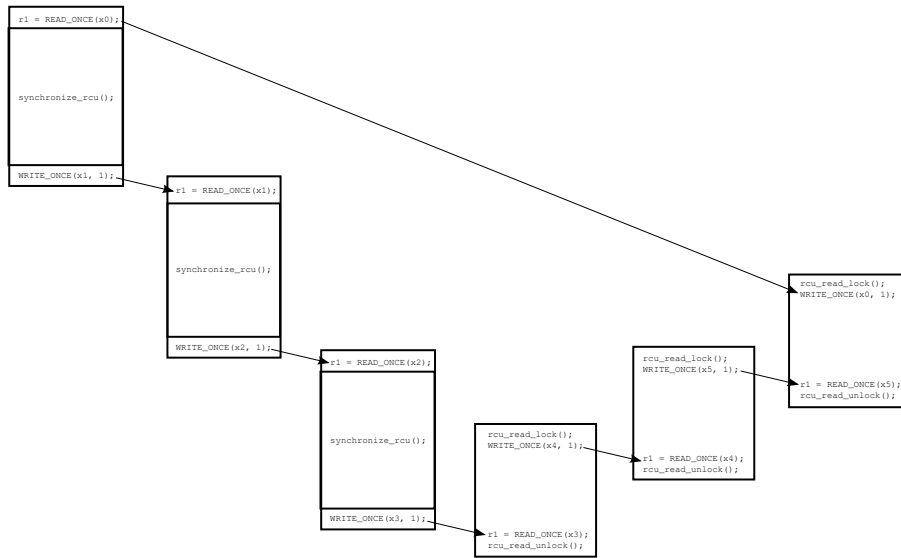 r1 = READ_ONCE(x0);
synchronize_rcu();
WRITE_ONCE(x1, 1);
r1 = READ_ONCE(x1);
synchronize_rcu();
WRITE_ONCE(x2, 1);
r1 = READ_ONCE(x2);
synchronize_rcu();
WRITE_ONCE(x3, 1);
rcu_read_lock();
WRITE_ONCE(x4, 1);
r1 = READ_ONCE(x3);
rcu_read_unlock();
rcu_read_lock();
WRITE_ONCE(x5, 1);
r1 = READ_ONCE(x4);
rcu_read_unlock();
rcu_read_lock();
WRITE_ONCE(x0, 1);
r1 = READ_ONCE(x5);
rcu_read_unlock();